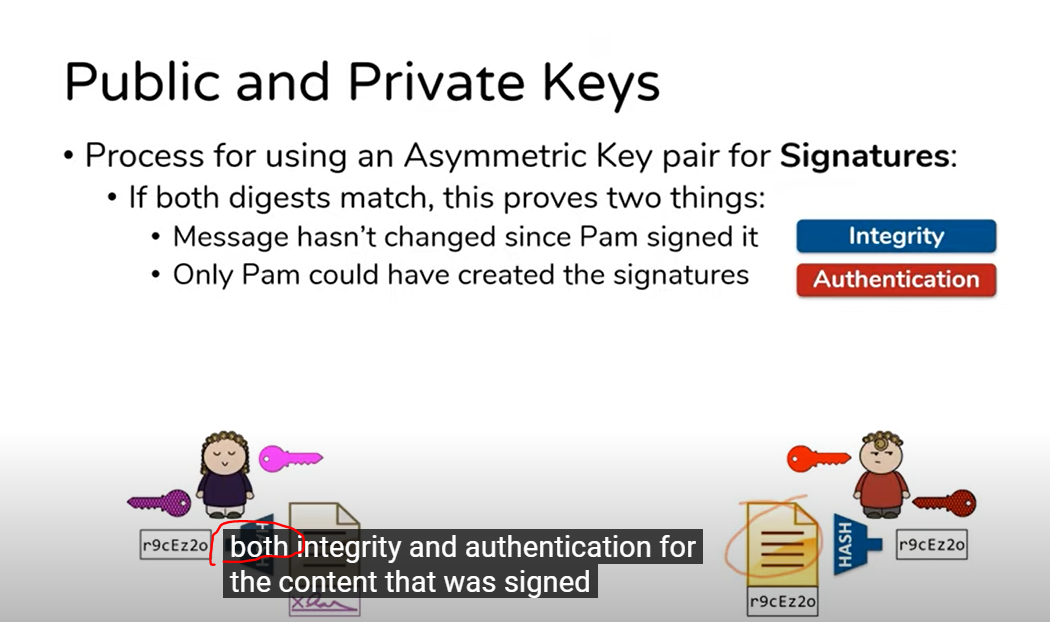 Public and Private Keys
• Process for using an Asymmetric Key pair for Signatures:
• If both digests match, this proves two things:
• Message hasn't changed since Pam signed it
Integrity
• Only Pam could have created the signatures
Authentication
r9cEz2o
both integrity and authentication for
the content that was signed
HASH
r9cEz2o
r9cEz2o